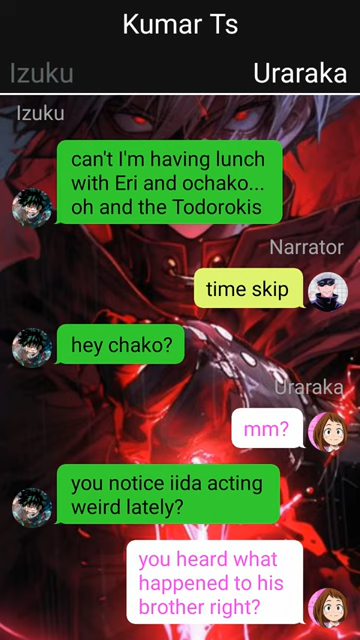 Kumar Ts
Izuku Uraraka
Izuku
can't I'm having lunch
with Eri and ochako...
oh and the Todorokis
Narrator
time skip
hey chako?
Uraraka
mm?
you notice iida acting
weird lately?
you heard what
happened to his
brother right?